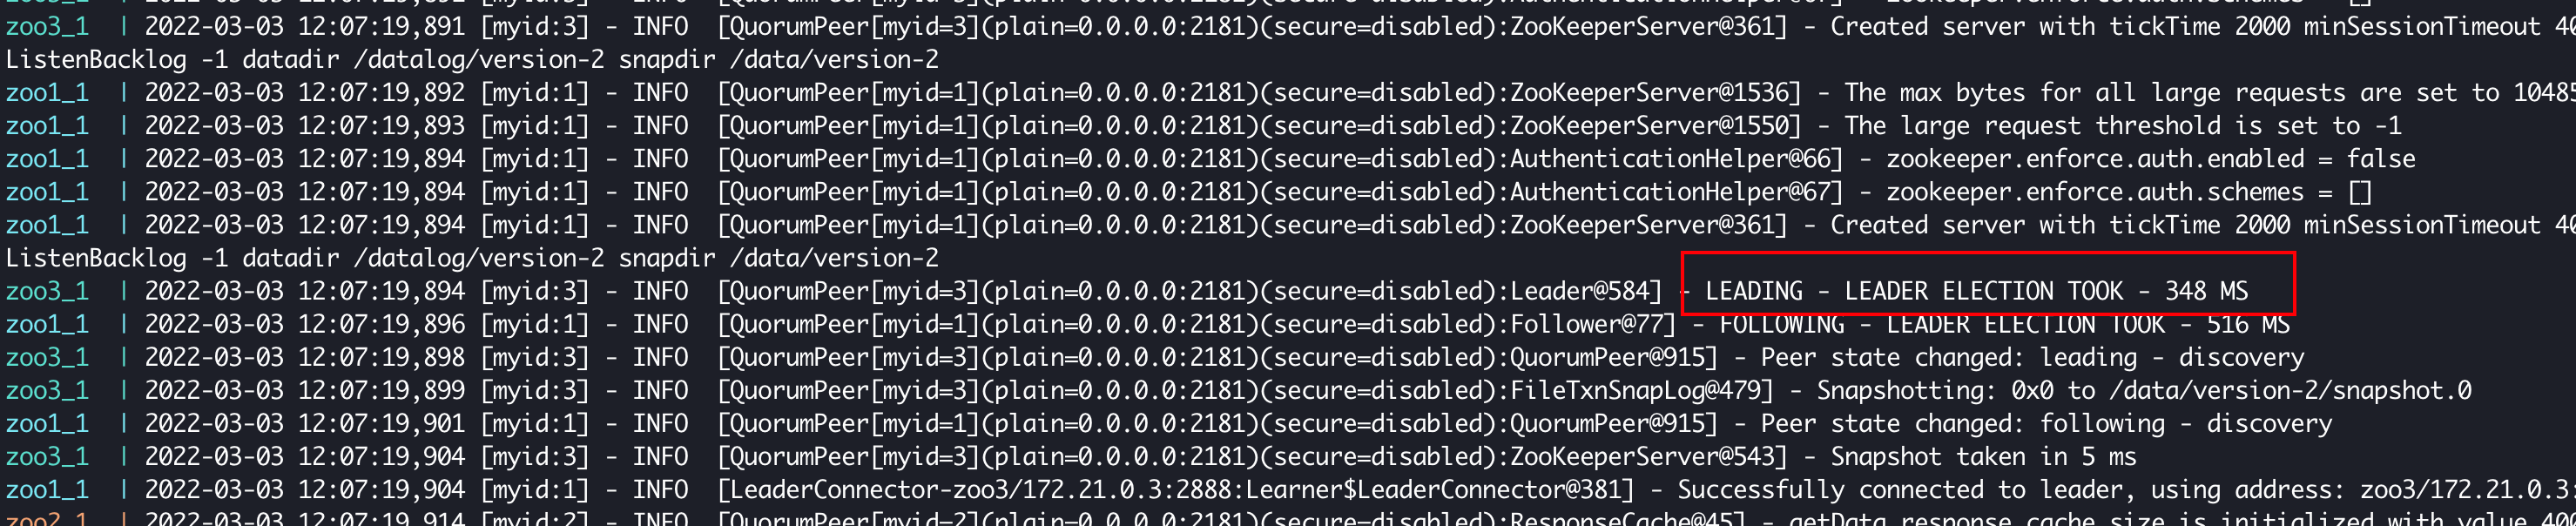 zoo3_1  | 2022-03-03 12:07:19,891 [myid:3] - INFO  [QuorumPeer[myid=3](plain=0.0.0.0:2181)(secure=disabled):ZooKeeperServer@361] - Created server with tickTime 2000 minSessionTimeout
ListenBacklog -1 datadir /datalog/version-2 snapdir /data/version-2
zoo1_1  | 2022-03-03 12:07:19,892 [myid:1] - INFO  [QuorumPeer[myid=1](plain=0.0.0.0:2181)(secure=disabled):ZooKeeperServer@1536] - The max bytes for all large requests are set to 10485
zoo1_1  | 2022-03-03 12:07:19,893 [myid:1] - INFO  [QuorumPeer[myid=1](plain=0.0.0.0:2181)(secure=disabled):ZooKeeperServer@1550] - The large request threshold is set to -1
zoo1_1  | 2022-03-03 12:07:19,894 [myid:1] - INFO  [QuorumPeer[myid=1](plain=0.0.0.0:2181)(secure=disabled):AuthenticationHelper@66] - zookeeper.enforce.auth.enabled = false
zoo1_1  | 2022-03-03 12:07:19,894 [myid:1] - INFO  [QuorumPeer[myid=1](plain=0.0.0.0:2181)(secure=disabled):AuthenticationHelper@67] - zookeeper.enforce.auth.schemes = []
zoo1_1  | 2022-03-03 12:07:19,894 [myid:1] - INFO  [QuorumPeer[myid=1](plain=0.0.0.0:2181)(secure=disabled):ZooKeeperServer@361] - Created server with tickTime 2000 minSessionTimeout
ListenBacklog -1 datadir /datalog/version-2 snapdir /data/version-2
zoo3_1  | 2022-03-03 12:07:19,894 [myid:3] - INFO  [QuorumPeer[myid=3](plain=0.0.0.0:2181)(secure=disabled):Leader@584] - LEADING - LEADER ELECTION TOOK - 348 MS
zoo1_1  | 2022-03-03 12:07:19,896 [myid:1] - INFO  [QuorumPeer[myid=1](plain=0.0.0.0:2181)(secure=disabled):Follower@77] - FOLLOWING - LEADER ELECTION TOOK - 516 MS
zoo3_1  | 2022-03-03 12:07:19,898 [myid:3] - INFO  [QuorumPeer[myid=3](plain=0.0.0.0:2181)(secure=disabled):QuorumPeer@915] - Peer state changed: leading - discovery
zoo3_1  | 2022-03-03 12:07:19,899 [myid:3] - INFO  [QuorumPeer[myid=3](plain=0.0.0.0:2181)(secure=disabled):FileTxnSnapLog@479] - Snapshotting: 0x0 to /data/version-2/snapshot.0
zoo1_1  | 2022-03-03 12:07:19,901 [myid:1] - INFO  [QuorumPeer[myid=1](plain=0.0.0.0:2181)(secure=disabled):QuorumPeer@915] - Peer state changed: following - discovery
zoo3_1  | 2022-03-03 12:07:19,904 [myid:3] - INFO  [QuorumPeer[myid=3](plain=0.0.0.0:2181)(secure=disabled):ZooKeeperServer@543] - Snapshot taken in 5 ms
zoo1_1  | 2022-03-03 12:07:19,904 [myid:1] - INFO  [LeaderConnector-zoo3/172.21.0.3:2888:Learner$LeaderConnector@381] - Successfully connected to leader, using address: zoo3/172.21.0.3:
zoo2_1  | 2022-03-03 12:07:19,914 [myid:2] - INFO  [QuorumPeer[myid=2](plain=0.0.0.0:2181)(secure=disabled):ResponseCache@45] - getData response cache size is initialized with value